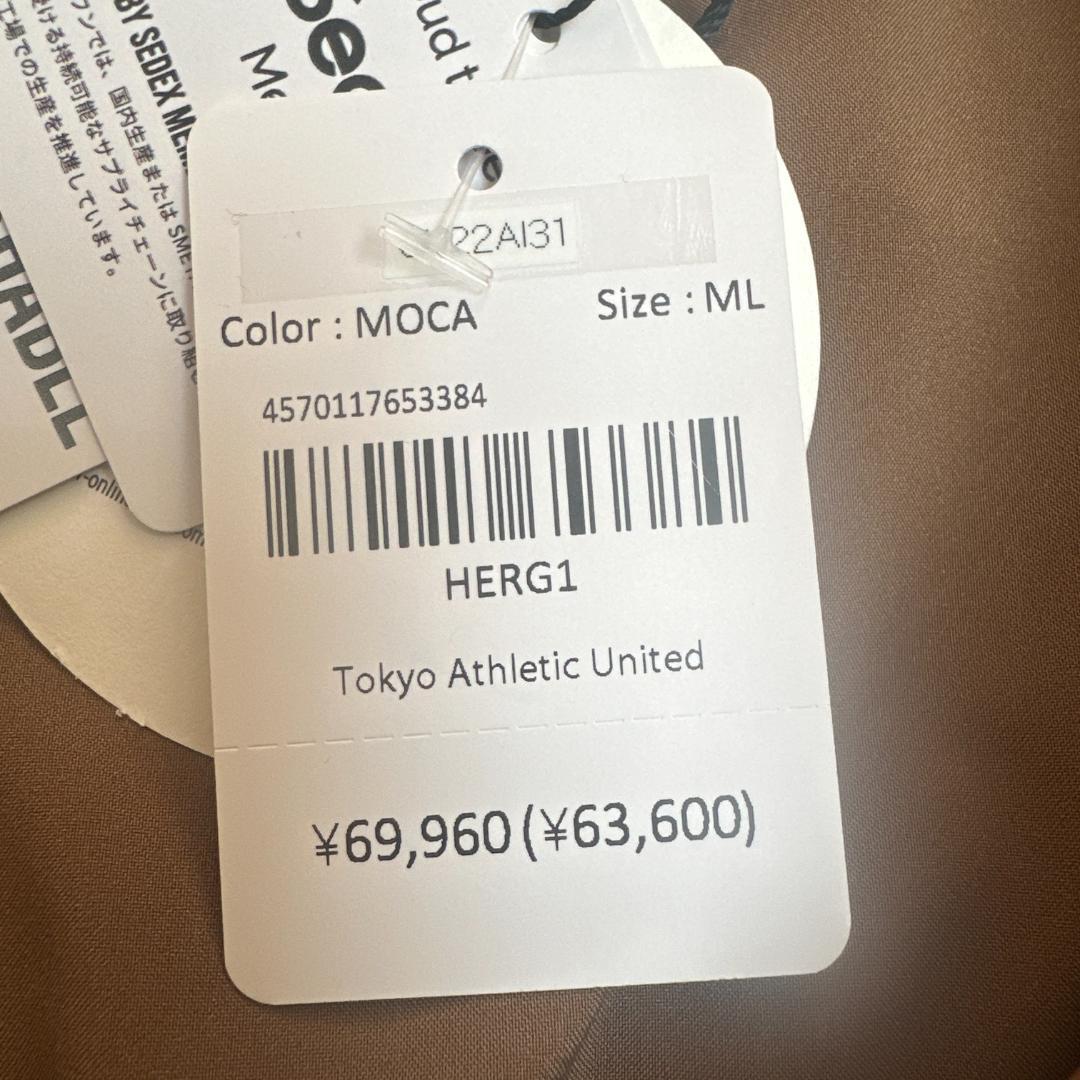 BY SEDEX ME
ンでは、国内生産または SME
ける持続可能なサプライチェーンに取り組
工場での生産を推進しています。
ud t
22AI31
Color : MOCA
Size : ML
4570117653384
HERG1
Tokyo Athletic United
¥69,960(¥63,600)